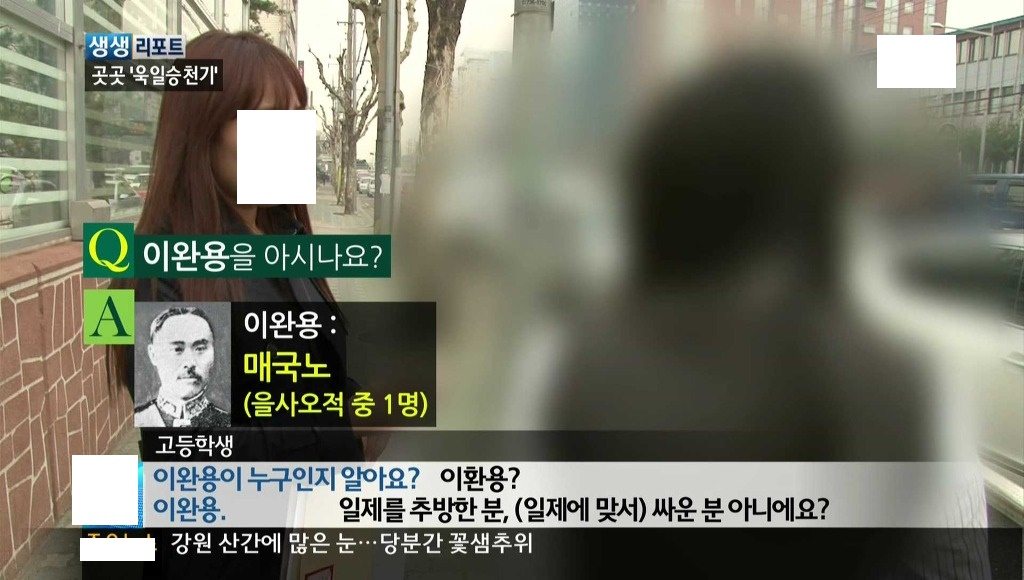 생생 리포트
곳곳 '욱일승천기'
Q 이완용을 아시나요?
A
이완용 :
매국노
(을사오적 중 1명)
고등학생
이완용이 누구인지 알아요? 이환용?
이완용. 일제를 추방한 분, (일제에 맞서) 싸운 분 아니에요?
강원 산간에 많은 눈…당분간 꽃샘추위